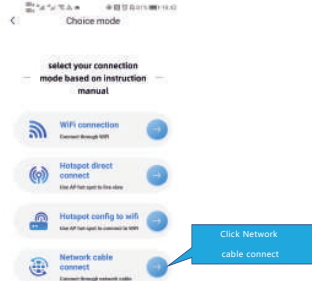 Choice mode
select your connection
mode based on instruction
manual
WiFi connection
Connect through WIFI
Hotspot direct
connect
Use AP hot spot to live view
Hotspot config to wifi
Use AP hot spot to connect to WIFI
Network cable
connect
Connect through network cable
Click Network
cable connect